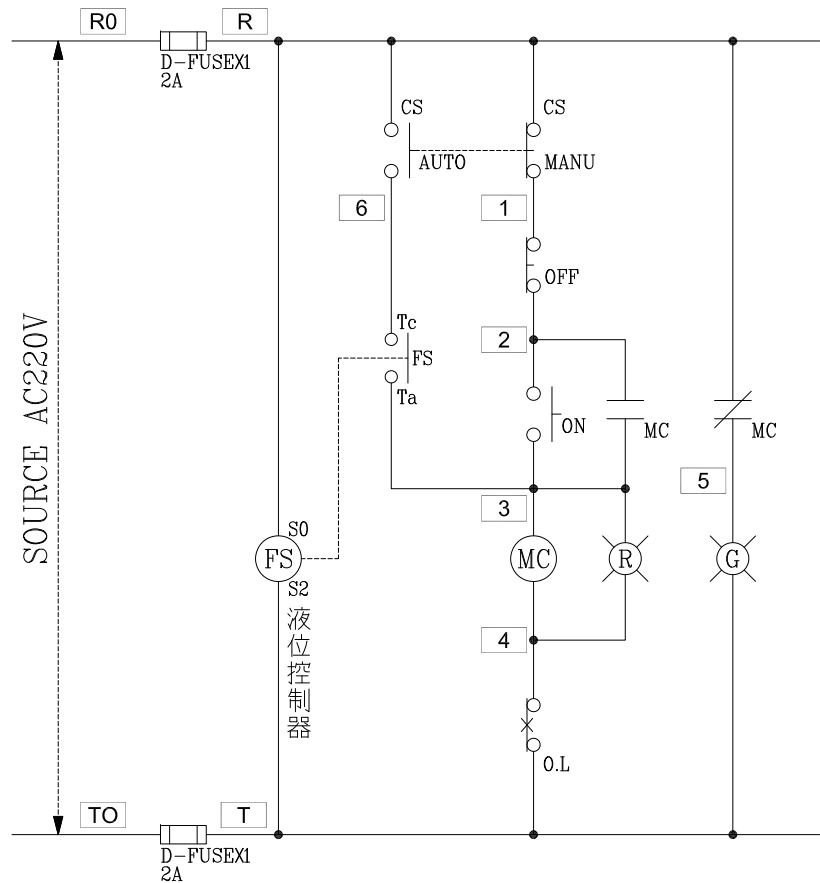 R0
R
D-FUSEX1
2A
CS
CS
AUTO
MANU
6
1
OFF
Tc
2
FS
Ta
ON
MC
MC
SOURCE AC220V
5
3
S0
FS
MC
R
G
S2
液位控制器
4
O.L
TO
T
D-FUSEX1
2A